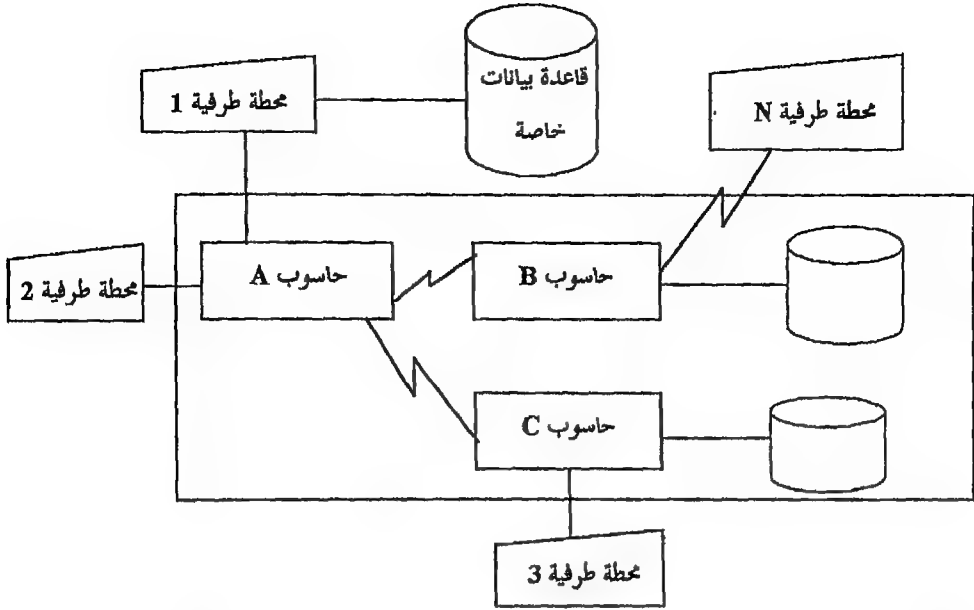 قاعدة بيانات
خاصة
محطة طرفية 1
محطة طرفية N
محطة طرفية 2
حاسوب A
حاسوب B
حاسوب C
محطة طرفية 3